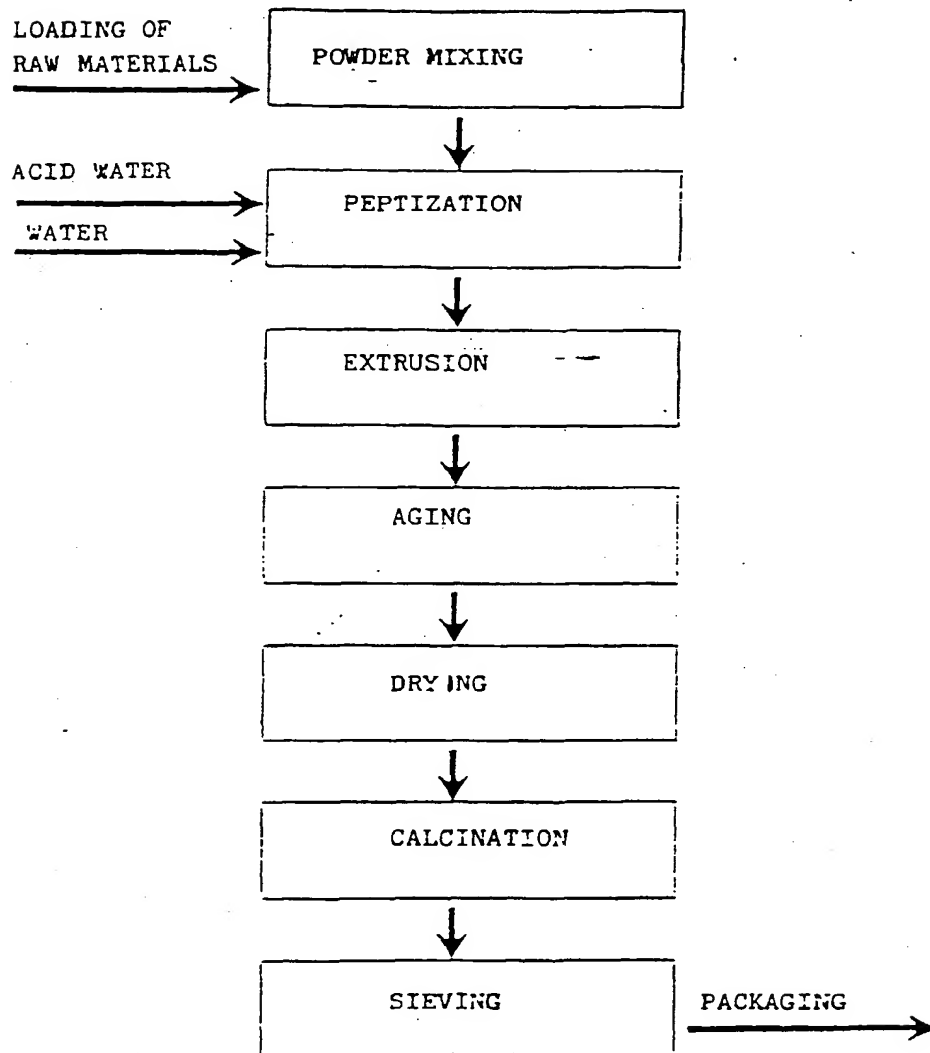 LOADING OF
RAW MATERIALS
POWDER MIXING
ACID WATER
WATER
PEPTIZATION
EXTRUSION
AGING
DRYING
CALCINATION
SIEVING
PACKAGING